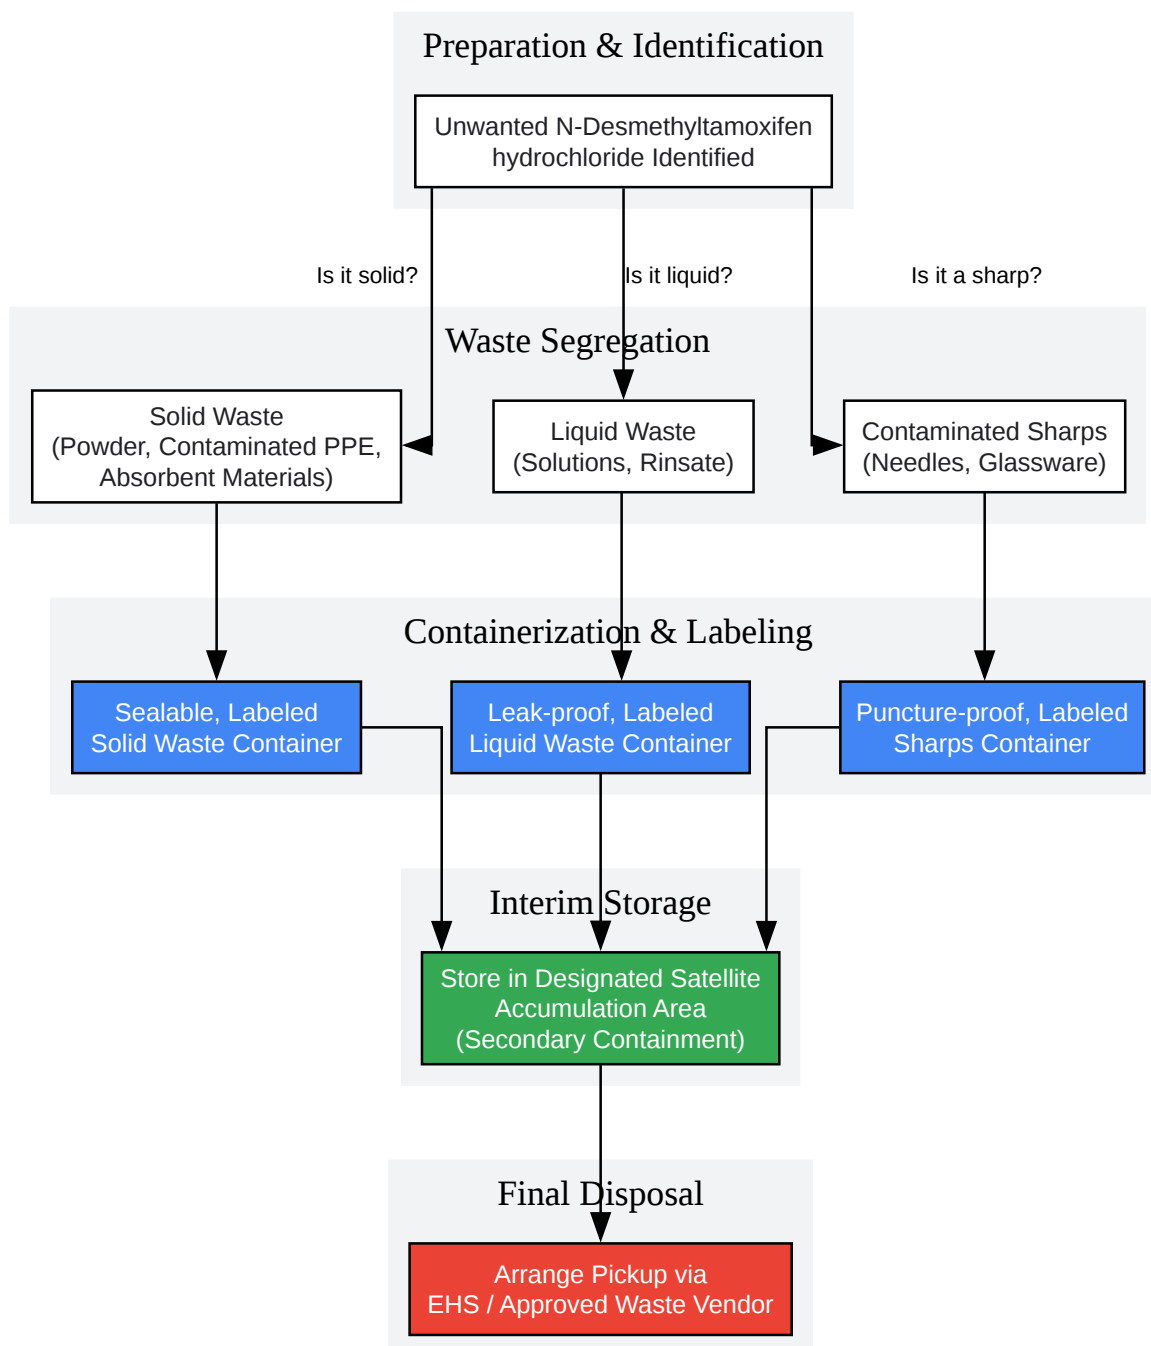 Preparation & Identification
Unwanted N-Desmethyltamoxifen
hydrochloride Identified
Is it solid?
Is it liquid?
Is it a sharp?
Waste Segregation
Solid Waste
(Powder, Contaminated PPE,
Absorbent Materials)
Liquid Waste
(Solutions, Rinsate)
Contaminated Sharps
(Needles, Glassware)
Containerization & Labeling
Sealable, Labeled
Solid Waste Container
Leak-proof, Labeled
Liquid Waste Container
Puncture-proof, Labeled
Sharps Container
Interim Storage
Store in Designated Satellite
Accumulation Area
(Secondary Containment)
Final Disposal
Arrange Pickup via
EHS / Approved Waste Vendor